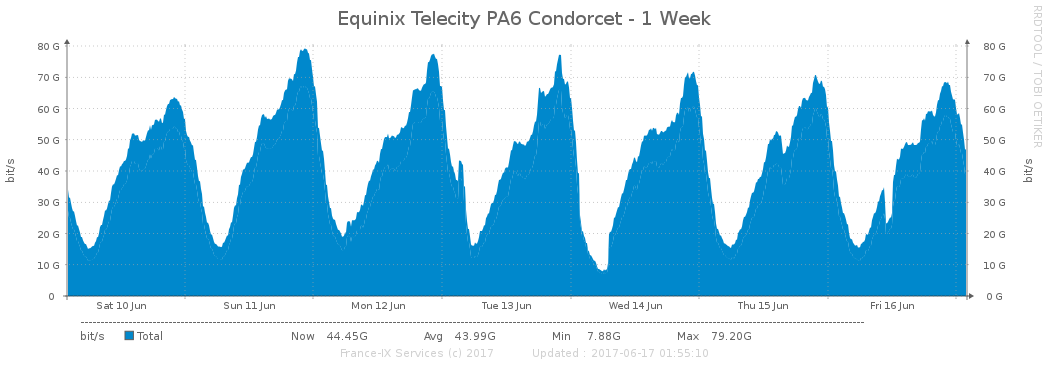 Equinix Telecity PA6 Condorcet - 1 Week
RRDTOOL / TOBI OETIKER
bit/s
80 G
70 G
60 G
50 G
40 G
30 G
20 G
10 G
0
80 G
70 G
60 G
50 G
40 G
30 G
20 G
10 G
0 G
bit/s
Sat 10 Jun Sun 11 Jun Mon 12 Jun Tue 13 Jun Wed 14 Jun Thu 15 Jun Fri 16 Jun
bit/s Total Now 44.45G Avg 43.99G Min 7.88G Max 79.20G
France-IX Services (c) 2017 Updated : 2017-06-17 01:55:10